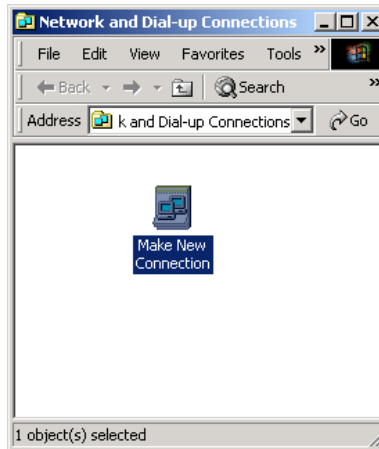 Network and Dial-up Connections
File Edit View Favorites Tools »
Back Search »
Address k and Dial-up Connections Go
Make New
Connection
1 object(s) selected